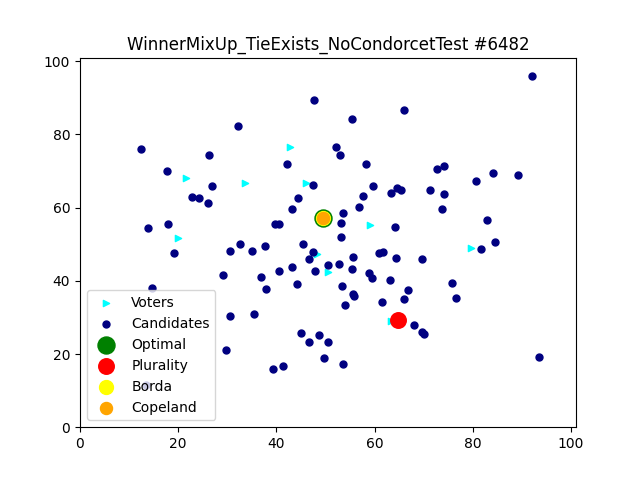 WinnerMixUp_TieExists_NoCondorcetTest #6482
100
80
60
40
20
0
Voters
Candidates
Optimal
Plurality
Borda
Copeland
0 20 40 60 80 100